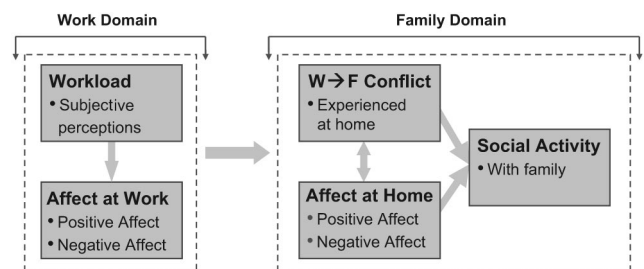 Work Domain
Family Domain
Workload
• Subjective
perceptions
Affect at Work
• Positive Affect
• Negative Affect
W→F Conflict
• Experienced
at home
Affect at Home
• Positive Affect
• Negative Affect
Social Activity
• With family